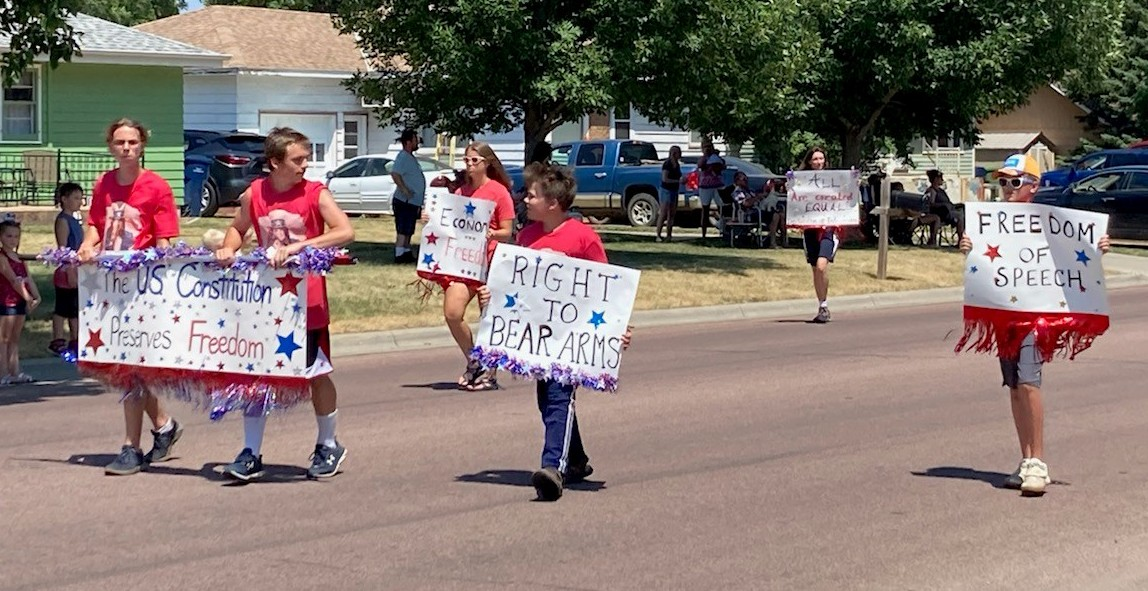 The US Constitution
Preserves Freedom
Econom
Freed
RIGHT
TO
BEAR ARMS
ALL
Are created
EQUAL
FREEDOM
OF
SPEECH